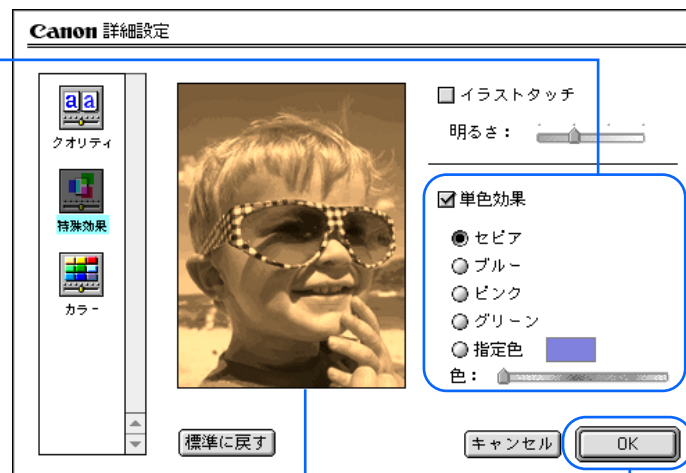 Canon 詳細設定
a a
クオリティ
特殊効果
カラー
イラストタッチ
明るさ：
単色効果
セピア
ブルー
ピンク
グリーン
指定色
色：
標準に戻す
キャンセル
OK